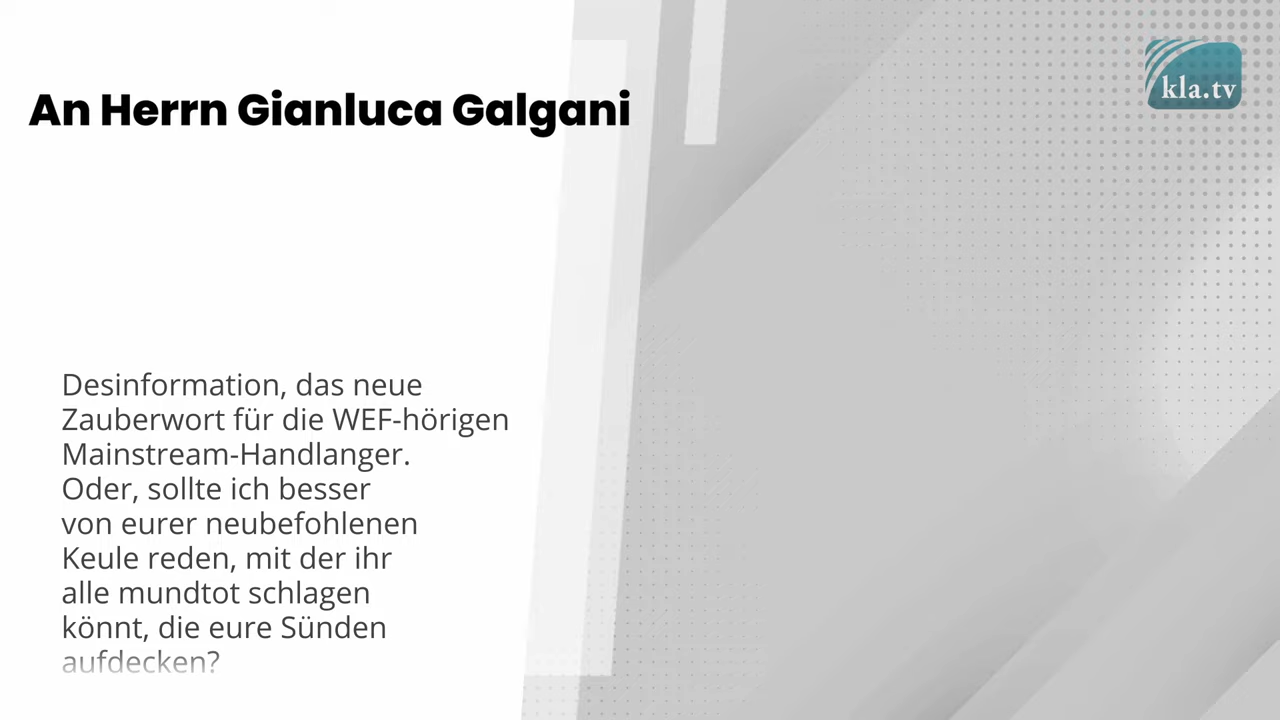 An Herrn Gianluca Galgani
kla.tv
Desinformation, das neue
Zauberwort für die WEF-hörigen
Mainstream-Handlanger.
Oder, sollte ich besser
von eurer neubefohlenen
Keule reden, mit der ihr
alle mundtot schlagen
könnt, die eure Sünden
aufdecken?